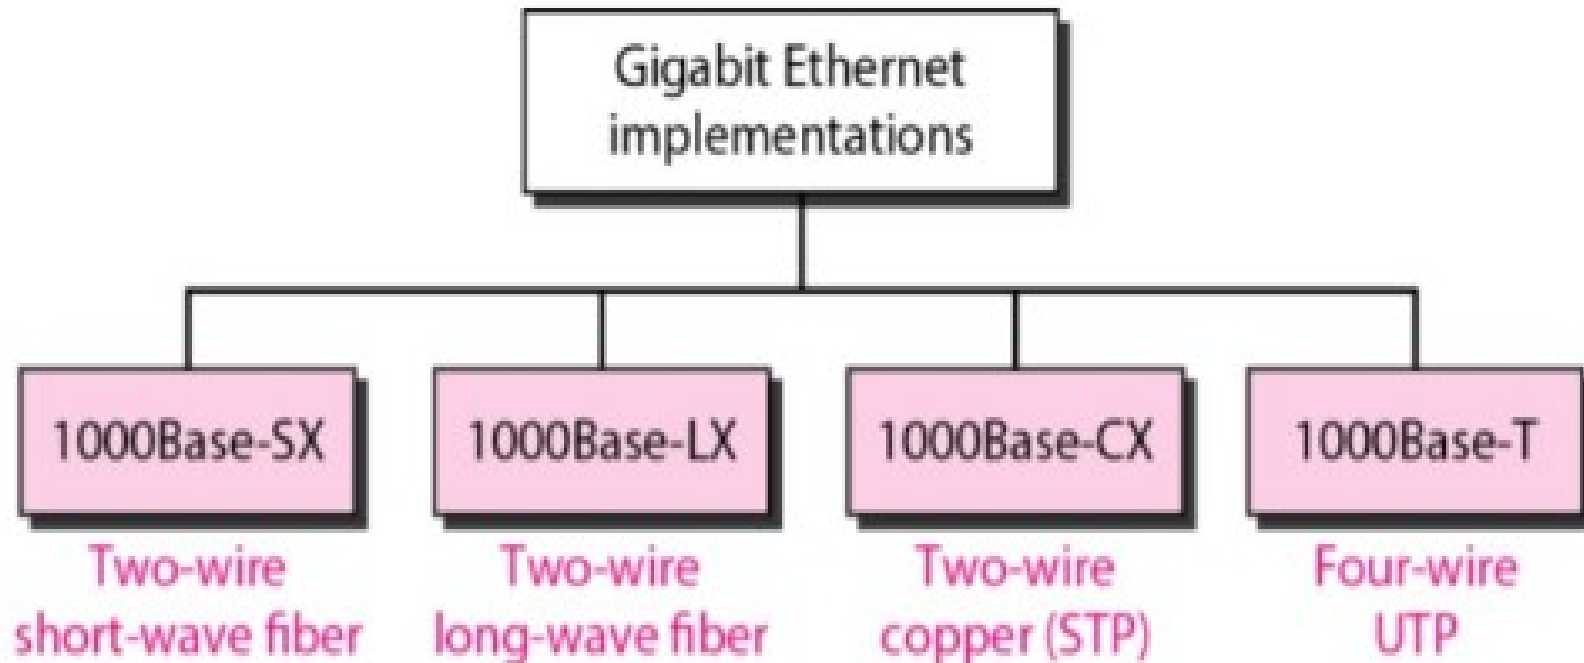 Gigabit Ethernet
implementations
1000Base-SX
1000Base-LX
1000Base-CX
1000Base-T
Two-wire
short-wave fiber
Two-wire
long-wave fiber
Two-wire
copper (STP)
Four-wire
UTP